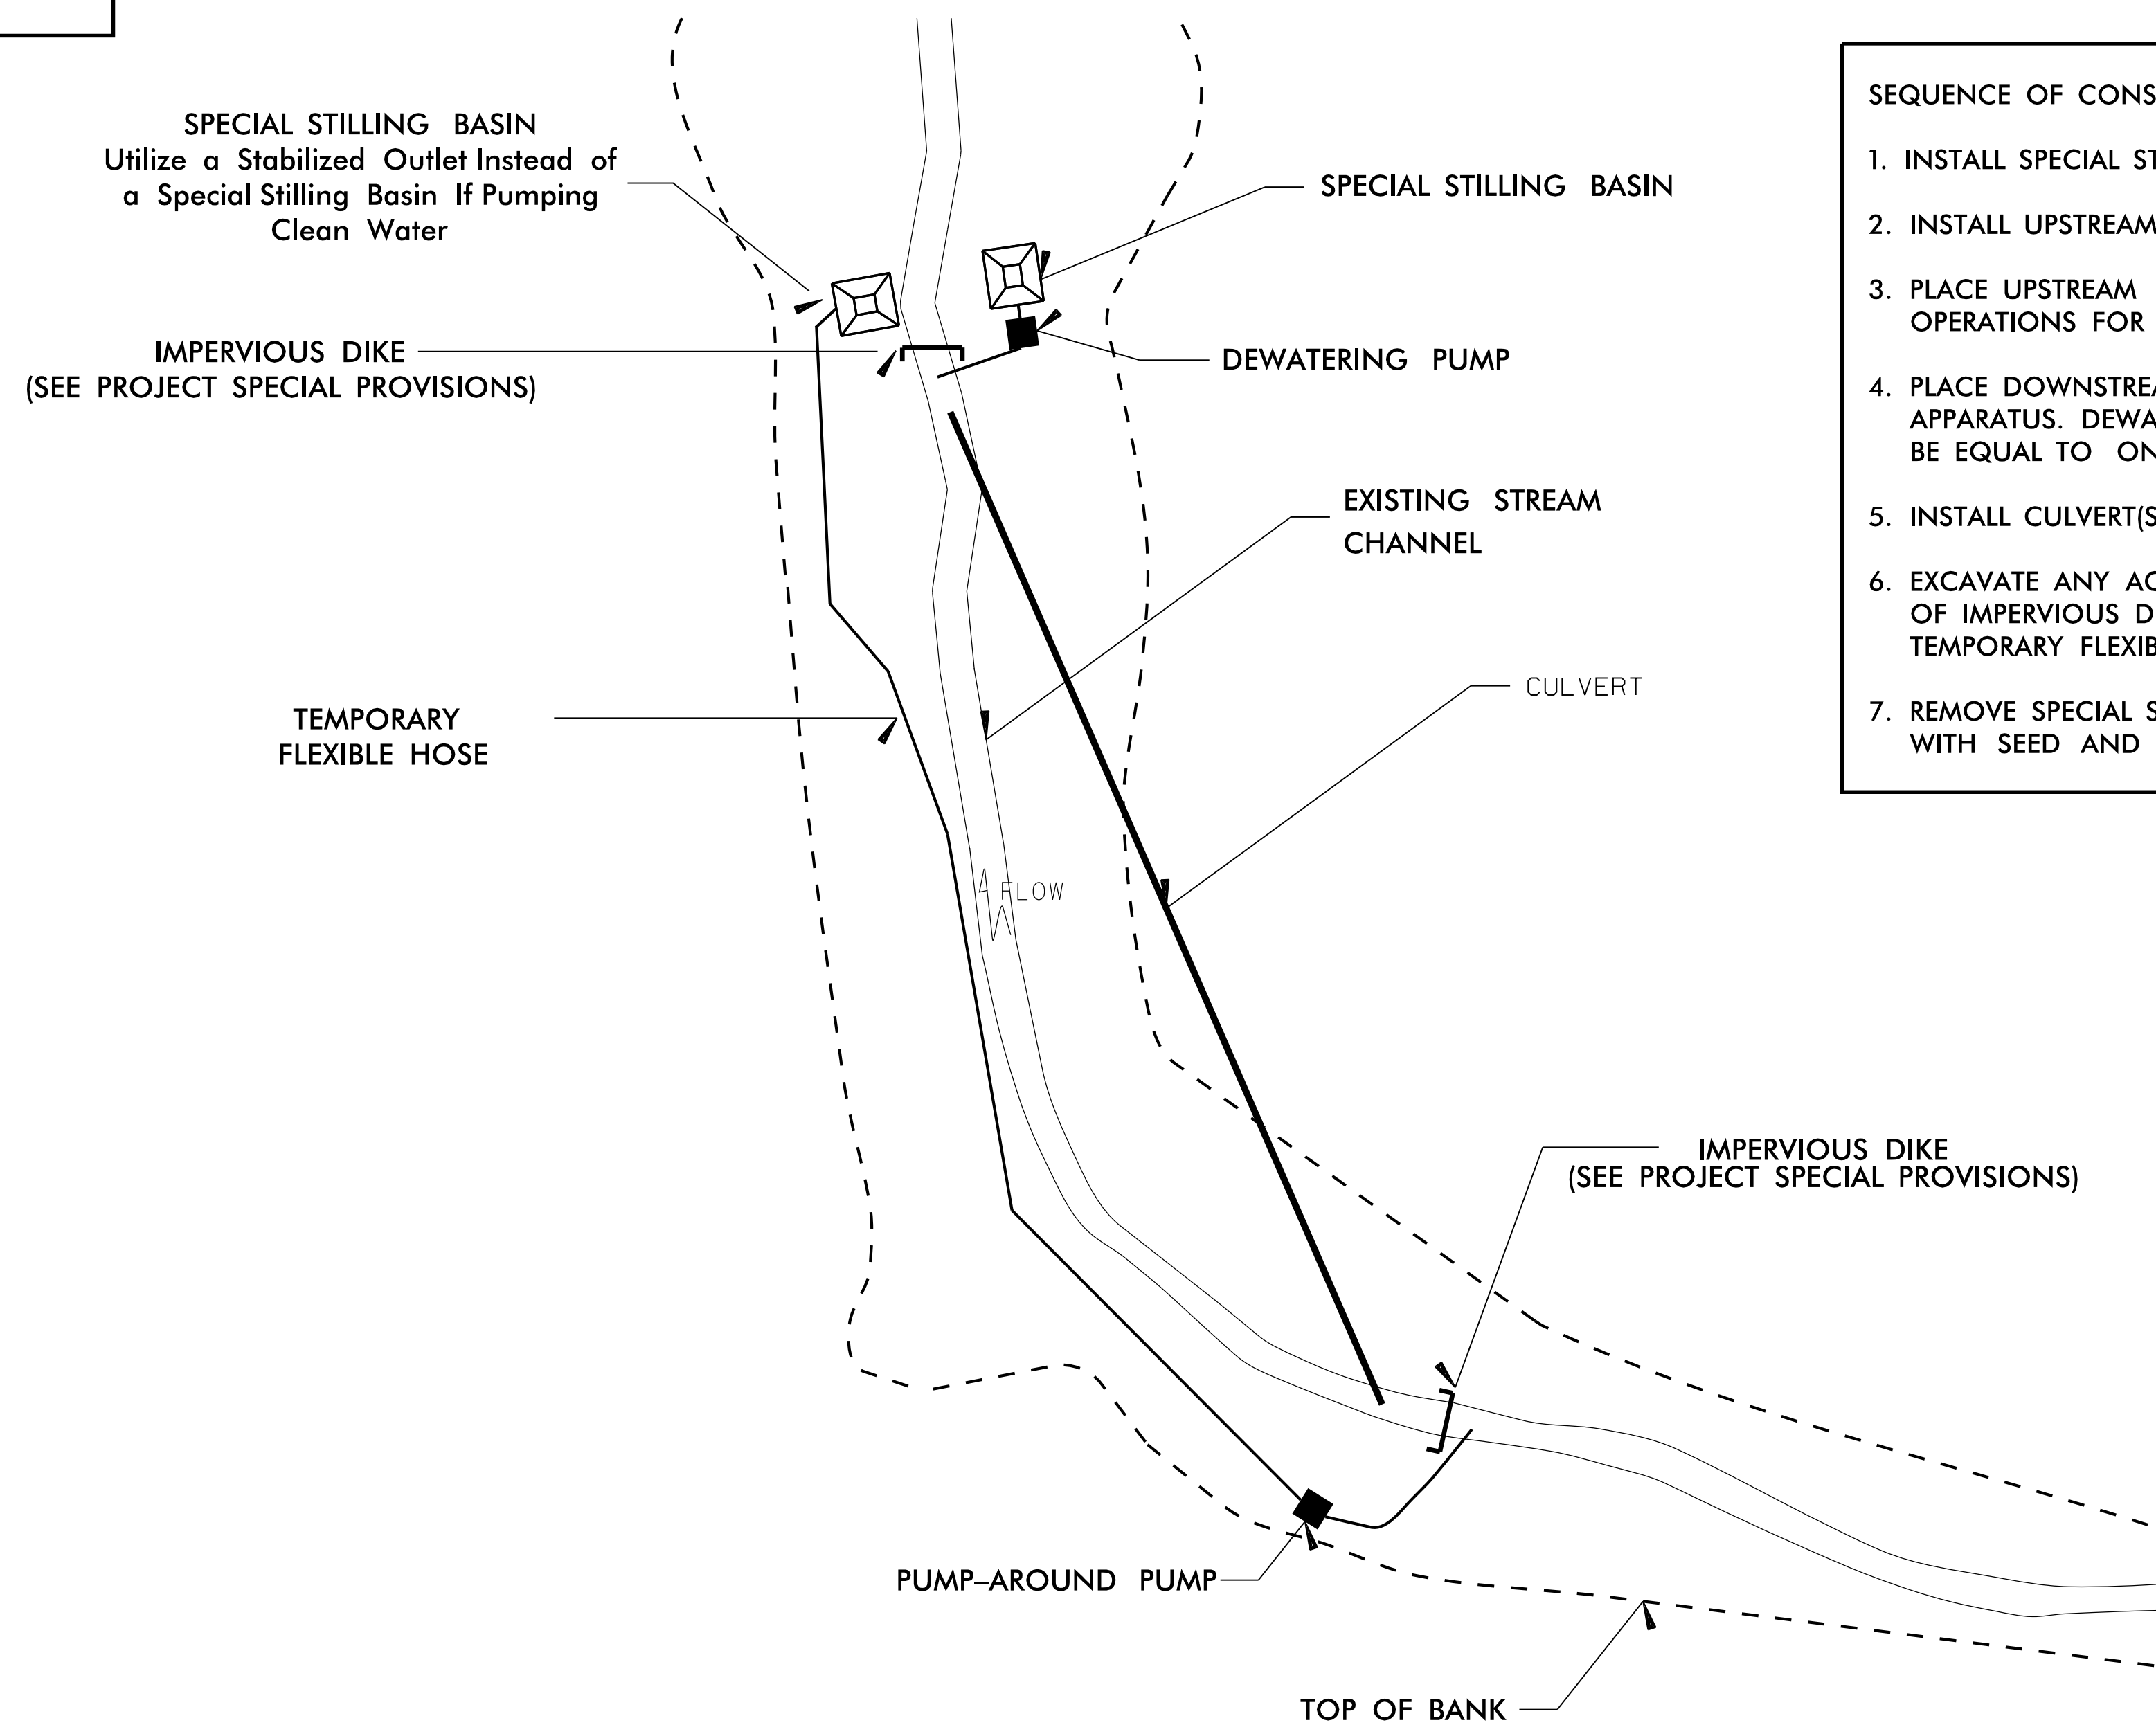 SPECIAL STILLING BASIN
Utilize a Stabilized Outlet Instead of
a Special Stilling Basin If Pumping
Clean Water
IMPERVIOUS DIKE
(SEE PROJECT SPECIAL PROVISIONS)
TEMPORARY
FLEXIBLE HOSE
SPECIAL STILLING BASIN
DEWATERING PUMP
EXISTING STREAM
CHANNEL
CULVERT
FLOW
IMPERVIOUS DIKE
(SEE PROJECT SPECIAL PROVISIONS)
PUMP-AROUND PUMP
TOP OF BANK
SEQUENCE OF CONS
1. INSTALL SPECIAL ST
2. INSTALL UPSTREAM
3. PLACE UPSTREAM
OPERATIONS FOR
4. PLACE DOWNSTREA
APPARATUS. DEWA
BE EQUAL TO ON
5. INSTALL CULVERT(S
6. EXCAVATE ANY AC
OF IMPERVIOUS D
TEMPORARY FLEXIB
7. REMOVE SPECIAL S
WITH SEED AND